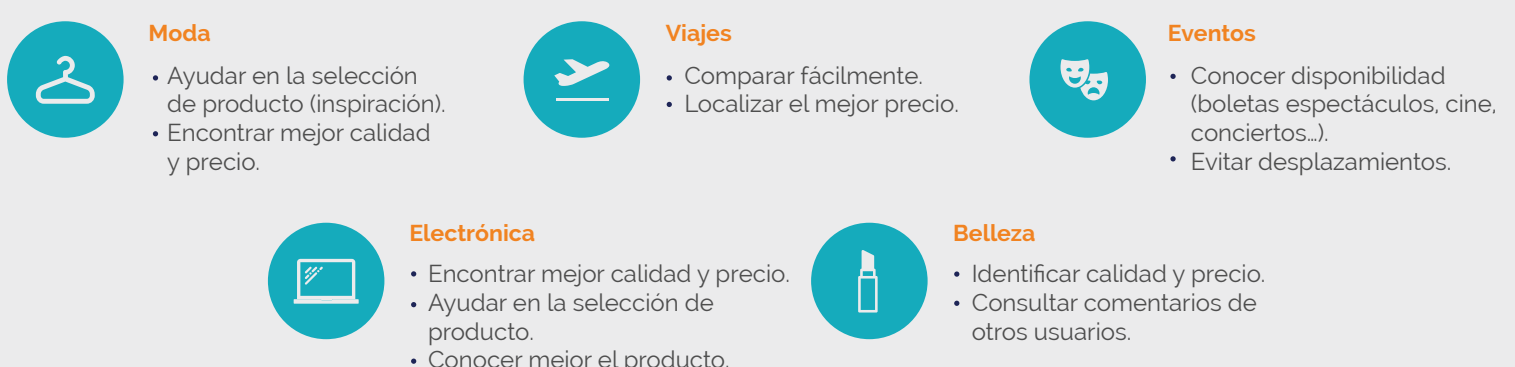 Moda
• Ayudar en la selección
de producto (inspiración).
• Encontrar mejor calidad
y precio.
Viajes
• Comparar fácilmente.
• Localizar el mejor precio.
Eventos
• Conocer disponibilidad
(boletas espectáculos, cine,
conciertos...).
• Evitar desplazamientos.
Electrónica
• Encontrar mejor calidad y precio.
• Ayudar en la selección de
producto.
• Conocer mejor el producto.
Belleza
• Identificar calidad y precio.
• Consultar comentarios de
otros usuarios.